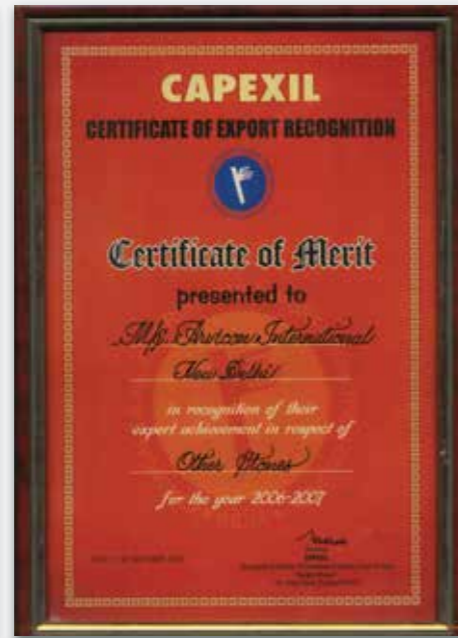 CAPEXIL
CERTIFICATE OF EXPORT RECOGNITION
Certificate of Merit
presented to
M/s. Arvicon International
New Delhi
in recognition of their
export achievement in respect of
Other Stones
for the year 2006-2007